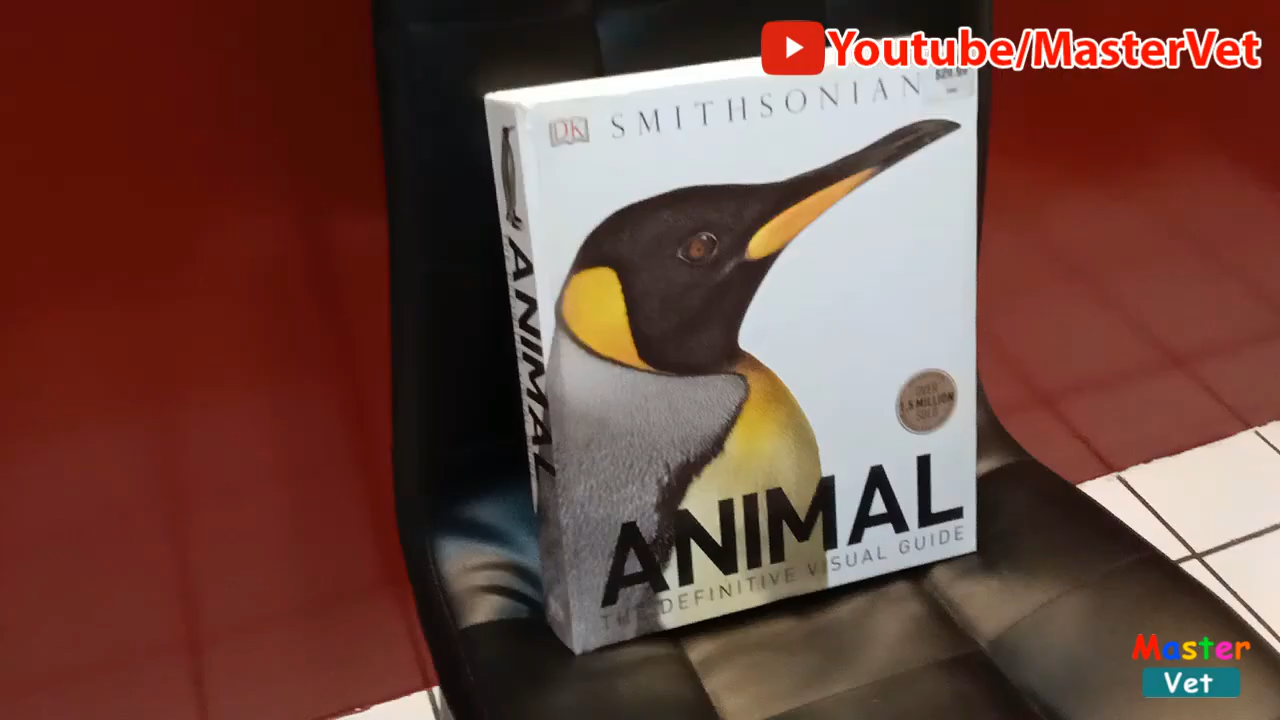 Youtube/MasterVet
DK
SMITHSONIAN
ANIMAL
OVER
1.5 MILLION
SOLD
ANIMAL
THE DEFINITIVE VISUAL GUIDE
Master
Vet